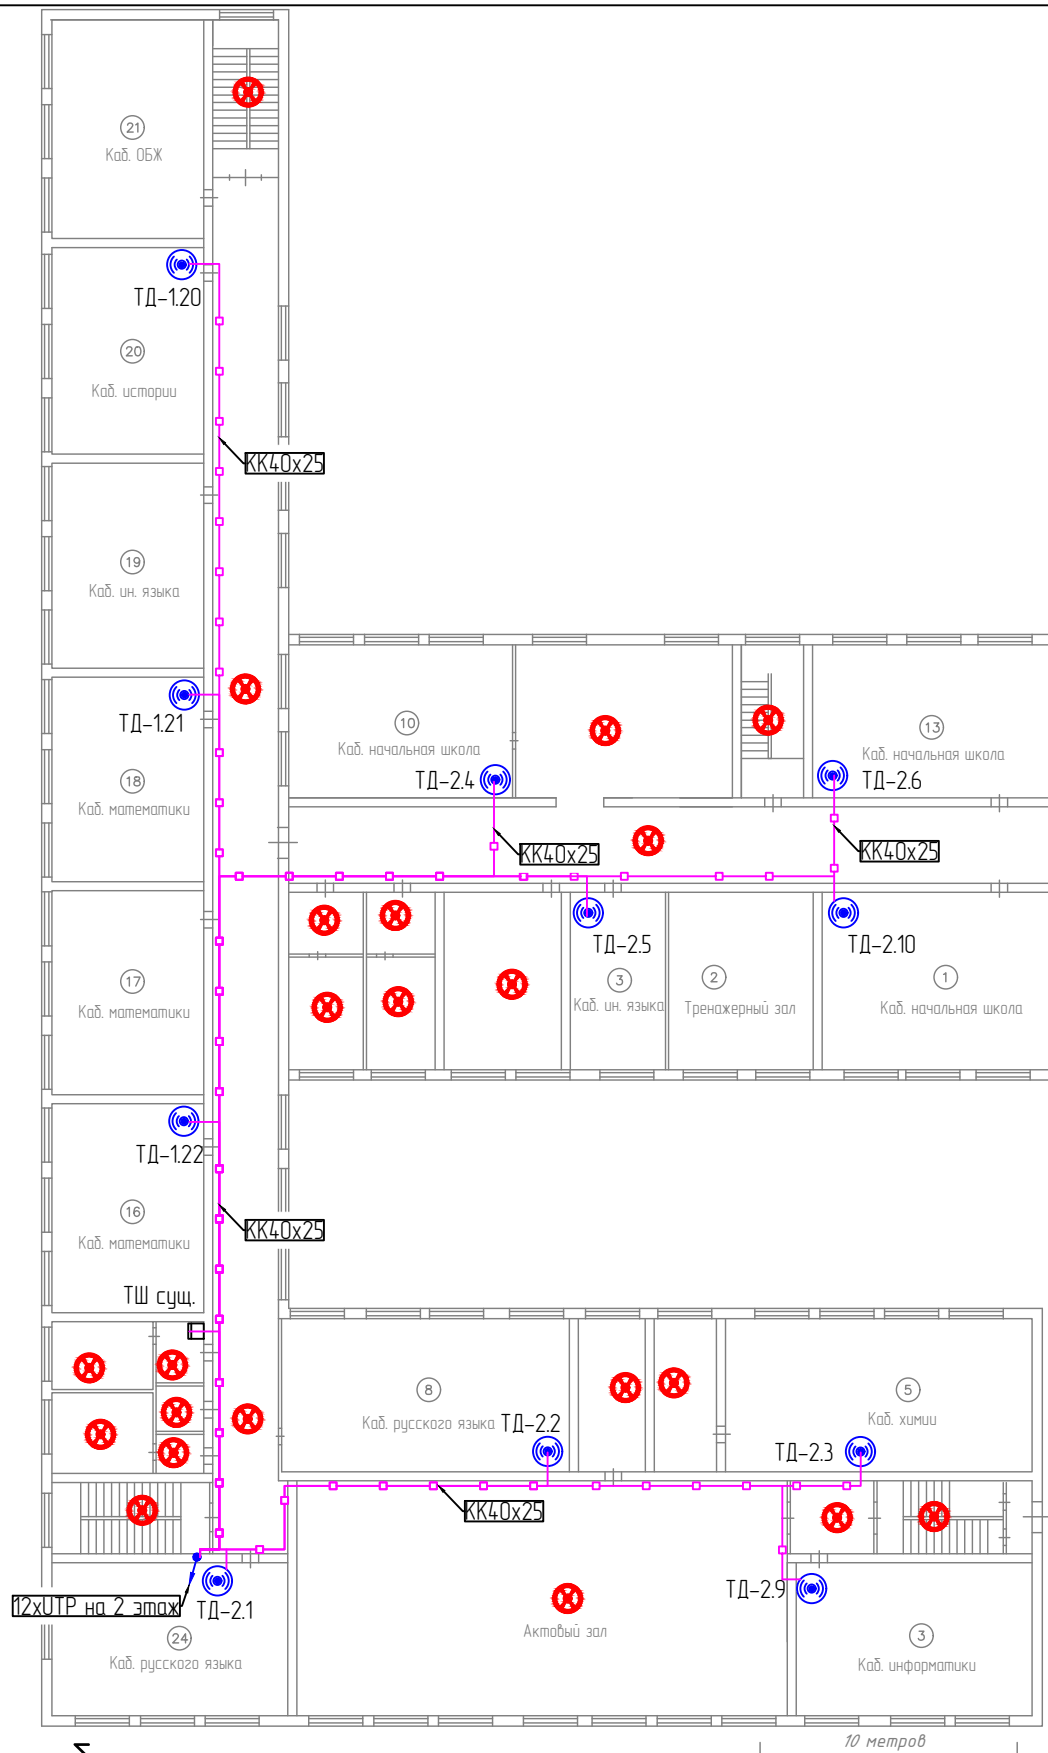 21
Каб. ОБЖ
ТД-1.20
20
Каб. истории
КК40х25
19
Каб. ин. языка
ТД-1.21
18
Каб. математики
10
Каб. начальная школа
ТД-2.4
13
Каб. начальная школа
ТД-2.6
КК40х25
КК40х25
ТД-2.5
ТД-2.10
17
Каб. математики
3
Каб. ин. языка
2
Тренажерный зал
1
Каб. начальная школа
ТД-1.22
16
Каб. математики
КК40х25
ТШ сущ.
8
Каб. русского языка
ТД-2.2
5
Каб. химии
ТД-2.3
КК40х25
12xUTP на 2 этаж
ТД-2.1
24
Каб. русского языка
Актовый зал
ТД-2.9
3
Каб. информатики
10 метров